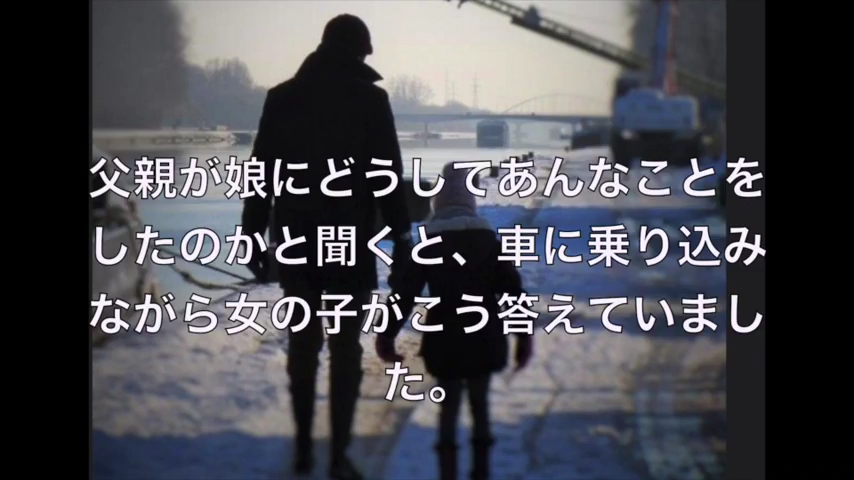 父親が娘にどうしてあんなことを
したのかと聞くと、車に乗り込み
ながら女の子がこう答えていまし
た。